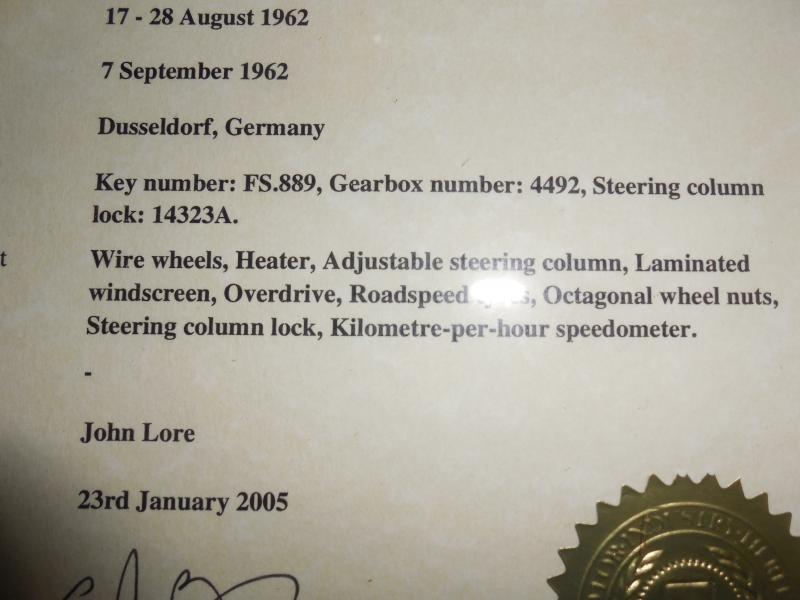 17 - 28 August 1962
7 September 1962
Dusseldorf, Germany
Key number: FS.889, Gearbox number: 4492, Steering column
lock: 14323A.
t
Wire wheels, Heater, Adjustable steering column, Laminated
windscreen, Overdrive, Roadspeed tyres, Octagonal wheel nuts,
Steering column lock, Kilometre-per-hour speedometer.
-
John Lore
23rd January 2005